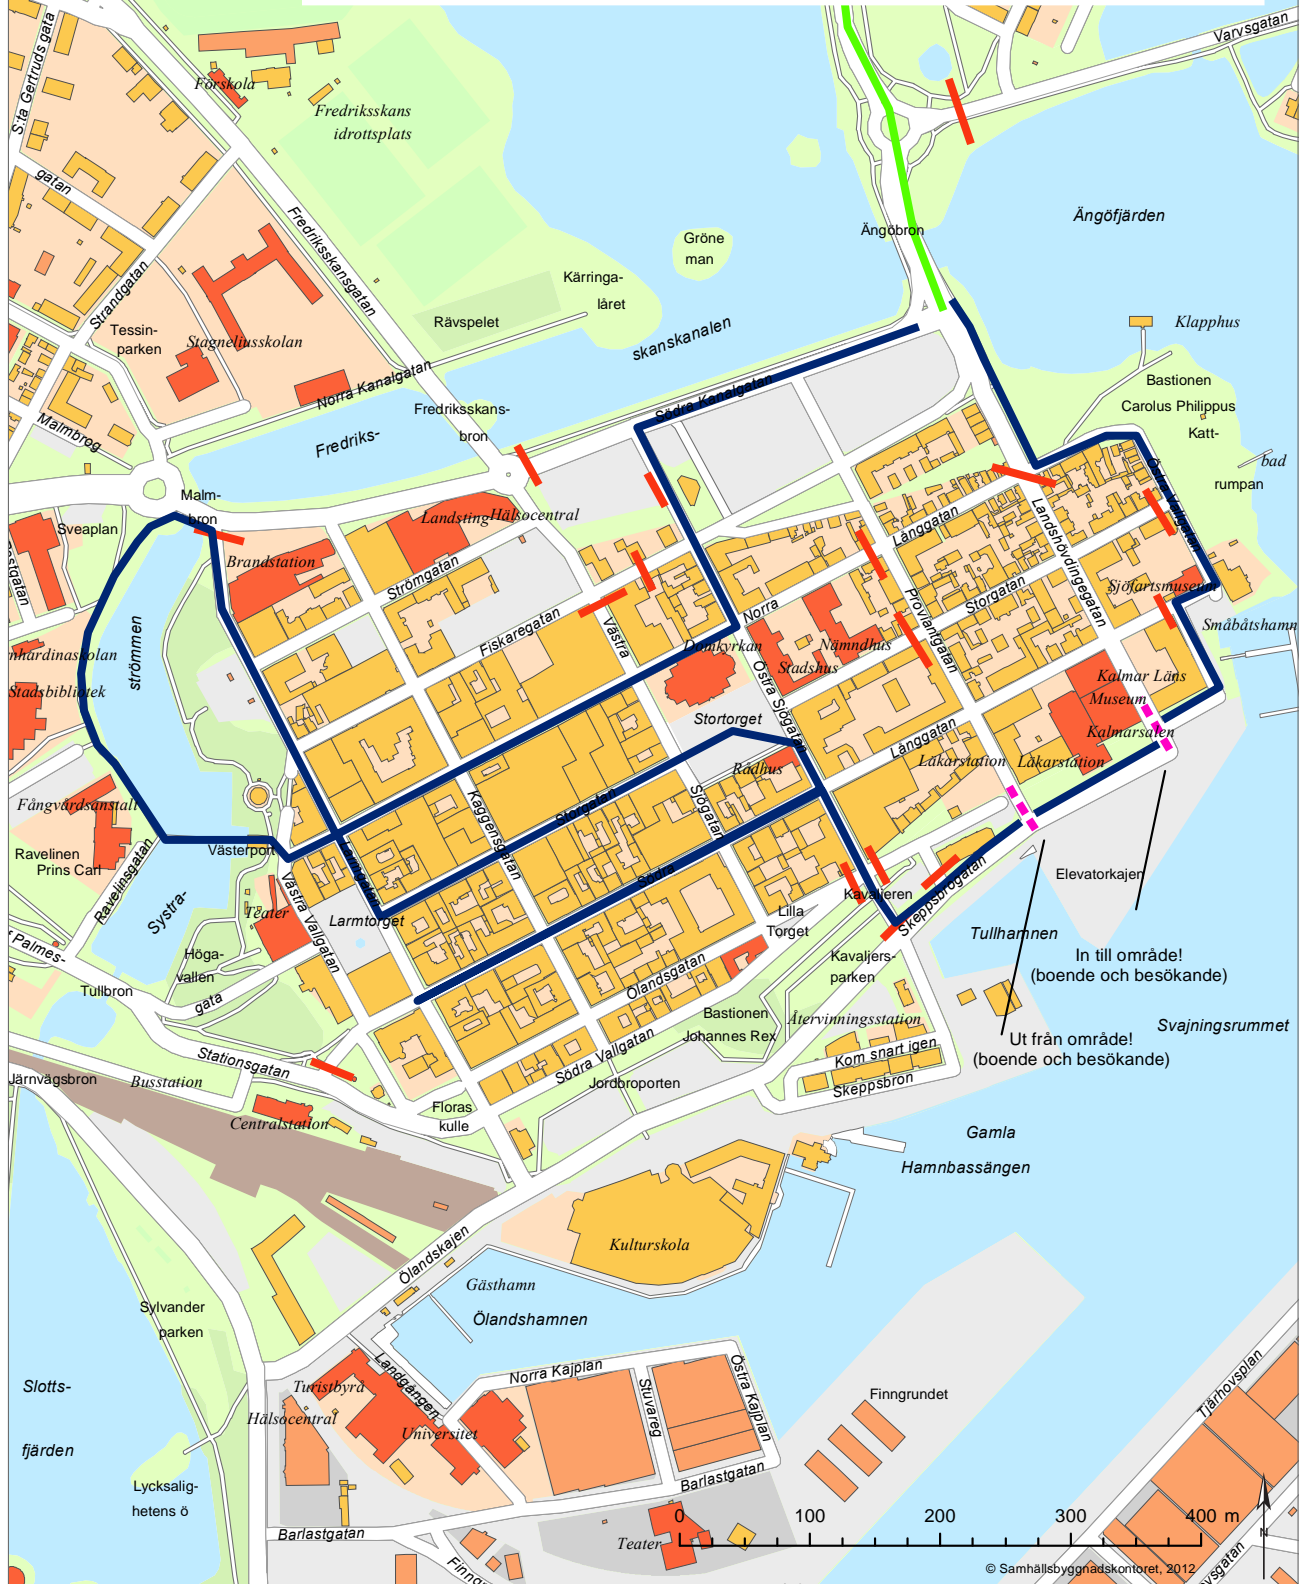 S:ta Gertruds gata
Varvsgatan
Förskola
Fredriksskans
idrottsplats
gatan
Fredriksskansgatan
Ängöfjärden
Ängöbron
Gröne
man
Kärringa-
låret
Strandgatan
Tessin-
parken
Rävspelet
Stagneliusskolan
skanskanalen
Klapphus
Norra Kanalgatan
Södra Kanalgatan
Bastionen
Carolus Philippus
Katt-
rumpan
bad
Malmbrog
Fredriksskans-
bron
Fredriks-
Malm-
bron
Östra Vallgatan
Sveaplan
Landsting
Hälsocentral
Långgatan
Landshövdingegatan
Brandstation
Strömgatan
Storgatan
Sjöfartsmuseum
Småbåtshamn
Fiskaregatan
Västra
Norra
Proviantgatan
strömmen
Domkyrkan
Nämndhus
Stadshus
Östra Sjögatan
Kalmar Läns
Museum
Stadsbibliotek
Stortorget
Långgatan
Kalmarsalen
Läkarstation
Läkarstation
Rådhus
Fångvårdsanstalt
Kaggensgatan
Storgatan
Sjögatan
Västerport
Ravelinen
Prins Carl
Larmgatan
Södra
Elevatorkajen
Ravelinsgatan
Västra Vallgatan
Kavaljeren
Skeppsbrogatan
Systra-
Teater
Larmtorget
Lilla
Torget
Tullhamnen
f Palmes-
Höga-
vallen
Kavaljers-
parken
In till område!
(boende och besökande)
Tullbron
gata
Ölandsgatan
Bastionen
Johannes Rex
Återvinningsstation
Svajningsrummet
Stationsgatan
Södra Vallgatan
Kom snart igen
Ut från område!
(boende och besökande)
Järnvägsbron
Busstation
Jordbroporten
Skeppsbron
Floras
kulle
Centralstation
Gamla
Hamnbassängen
Kulturskola
Ölandskajen
Gästhamn
Ölandshamnen
Sylvander
parken
Slotts-
fjärden
Turistbyrå
Landgången
Norra Kajplan
Stuvareg
Östra Kajplan
Finngrundet
Tjärhovsplan
Hälsocentral
Universitet
Lycksalig-
hetens ö
Barlastgatan
Barlastgatan
Teater
0 100 200 300 400 m
N
© Samhällsbyggnadskontoret, 2012